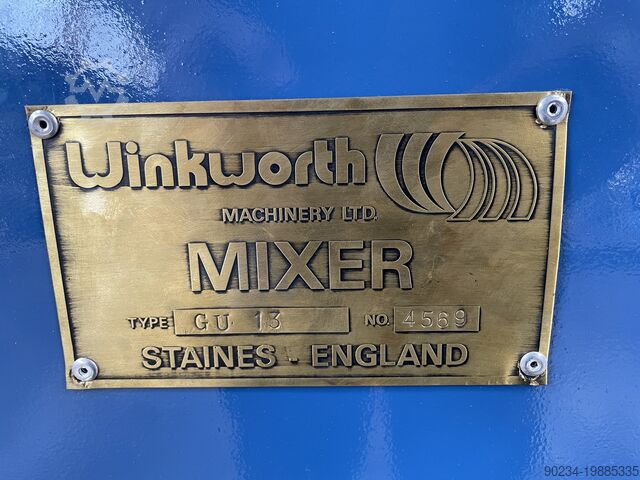 Winkworth
MACHINERY LTD.
MIXER
TYPE GU 13 NO. 4569
STAINES - ENGLAND
90234-19885335